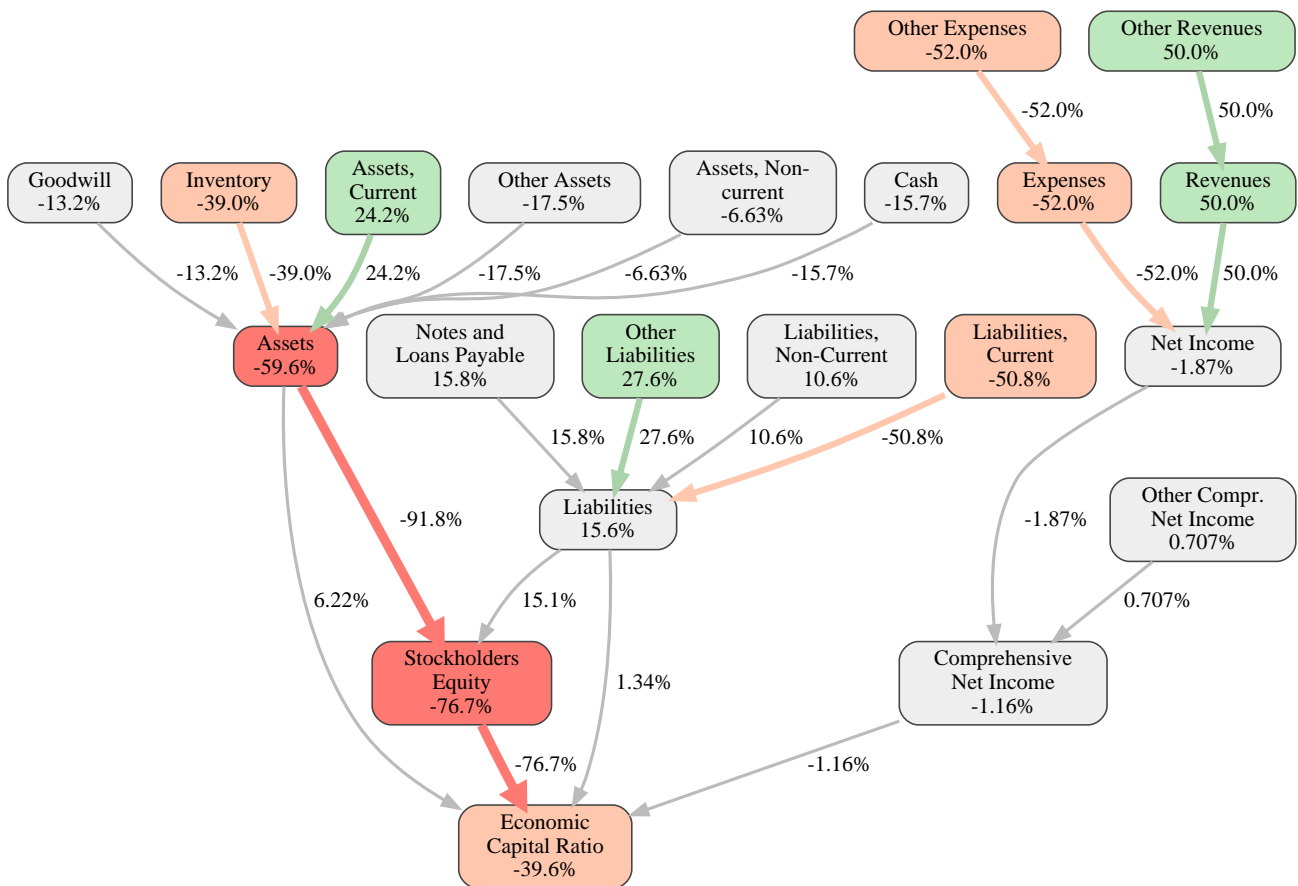 Other Expenses
-52.0%
Other Revenues
50.0%
-52.0%
50.0%
Goodwill
-13.2%
Inventory
-39.0%
Assets,
Current
24.2%
Other Assets
-17.5%
Assets, Non-
current
-6.63%
Cash
-15.7%
Expenses
-52.0%
Revenues
50.0%
-13.2%
-39.0%
24.2%
-17.5%
-6.63%
-15.7%
-52.0%
50.0%
Assets
-59.6%
Notes and
Loans Payable
15.8%
Other
Liabilities
27.6%
Liabilities,
Non-Current
10.6%
Liabilities,
Current
-50.8%
Net Income
-1.87%
15.8%
27.6%
10.6%
-50.8%
-91.8%
Liabilities
15.6%
-1.87%
Other Compr.
Net Income
0.707%
6.22%
15.1%
0.707%
Stockholders
Equity
-76.7%
1.34%
Comprehensive
Net Income
-1.16%
-76.7%
-1.16%
Economic
Capital Ratio
-39.6%